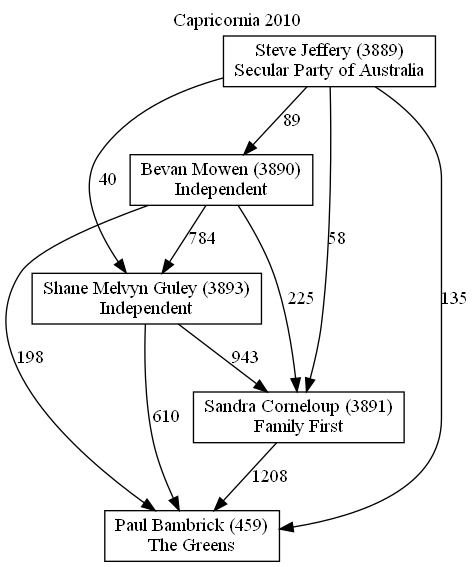 Capricornia 2010
Steve Jeffery (3889)
Secular Party of Australia
89
Bevan Mowen (3890)
Independent
40
784
58
Shane Melvyn Guley (3893)
Independent
225
135
198
943
610
Sandra Corneloup (3891)
Family First
1208
Paul Bambrick (459)
The Greens